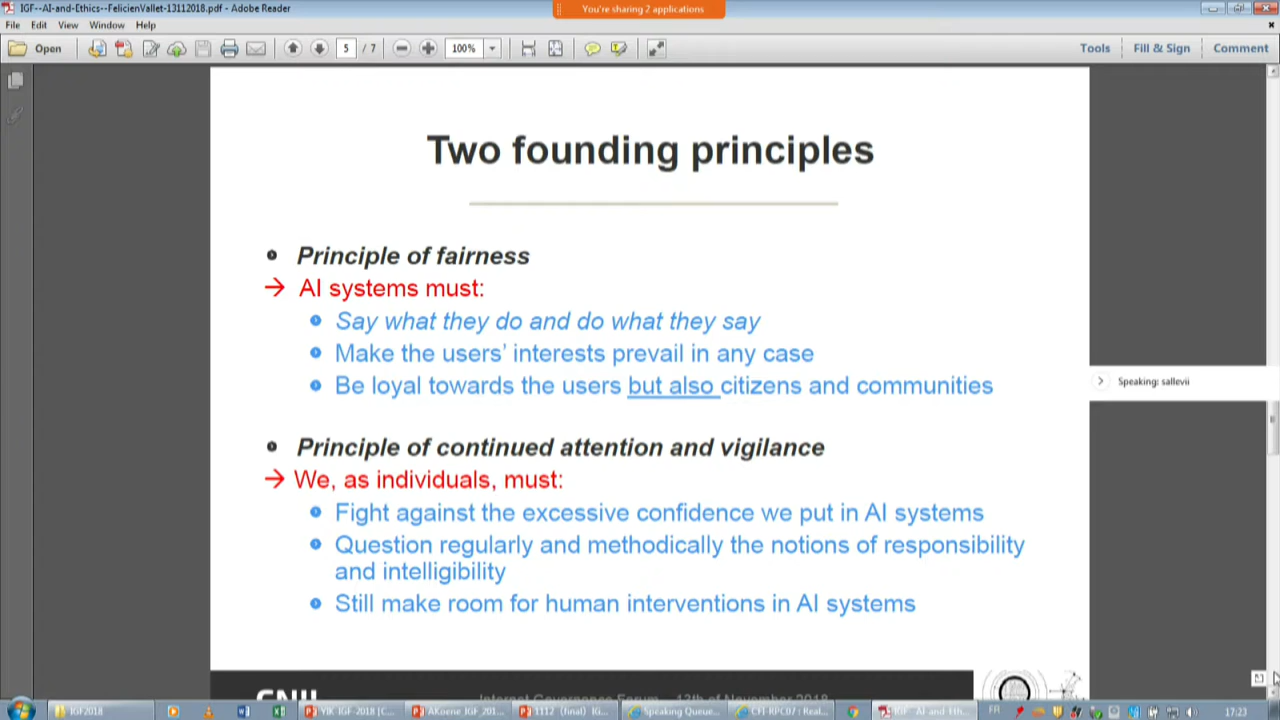 IGF--AI-and-Ethics--FelicienVallet-13112018.pdf - Adobe Reader
You're sharing 2 applications
File Edit View Window Help
Open 5 / 7 100% Tools Fill & Sign Comment
Two founding principles
Principle of fairness
→ AI systems must:
Say what they do and do what they say
Make the users' interests prevail in any case
Be loyal towards the users but also citizens and communities
Speaking: sallevii
Principle of continued attention and vigilance
→ We, as individuals, must:
Fight against the excessive confidence we put in AI systems
Question regularly and methodically the notions of responsibility
and intelligibility
Still make room for human interventions in AI systems
Internet Governance Forum – 13th of November 2018
IGF2018 YIK IGF-2018 [C... AKoene IGF_201... 1112 (final) Ki... Speaking Queue... CFI-RPC07 : Real... IGF--AI-and-Eth... FR 17:23